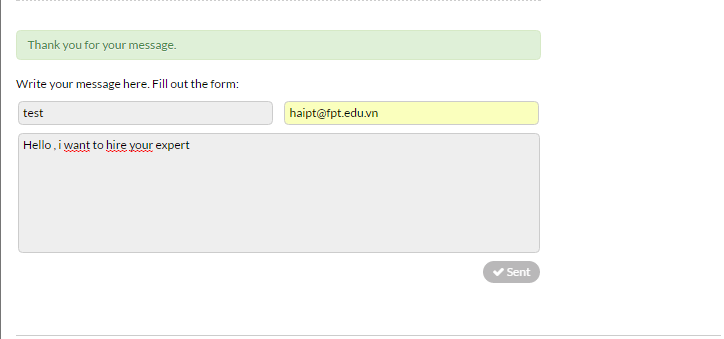 Thank you for your message.
Write your message here. Fill out the form:
test
haipt@fpt.edu.vn
Hello , i want to hire your expert
Sent